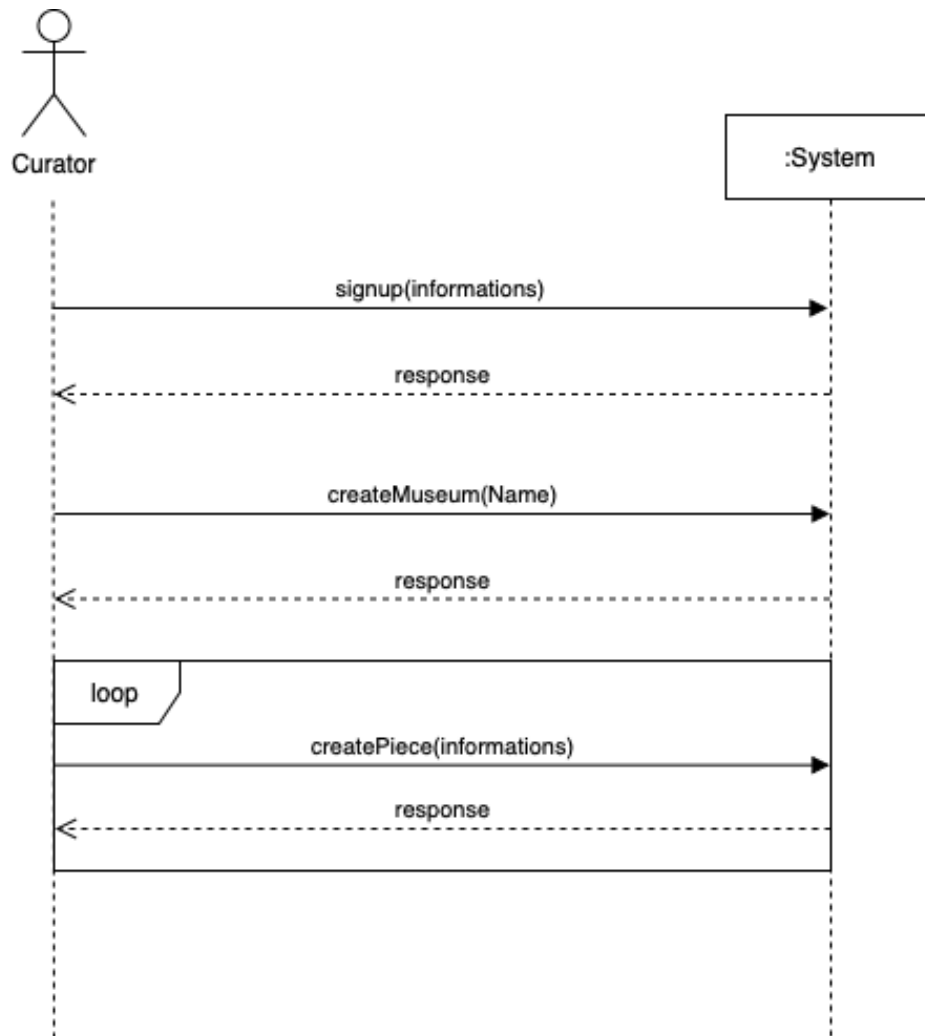 Curator
:System
signup(informations)
response
createMuseum(Name)
response
loop
createPiece(informations)
response